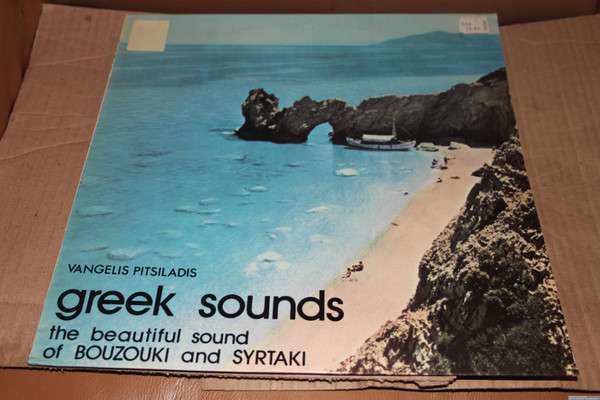 VANGELIS PITSILADIS
greek sounds
the beautiful sound
of BOUZOUKI and SYRTAKI